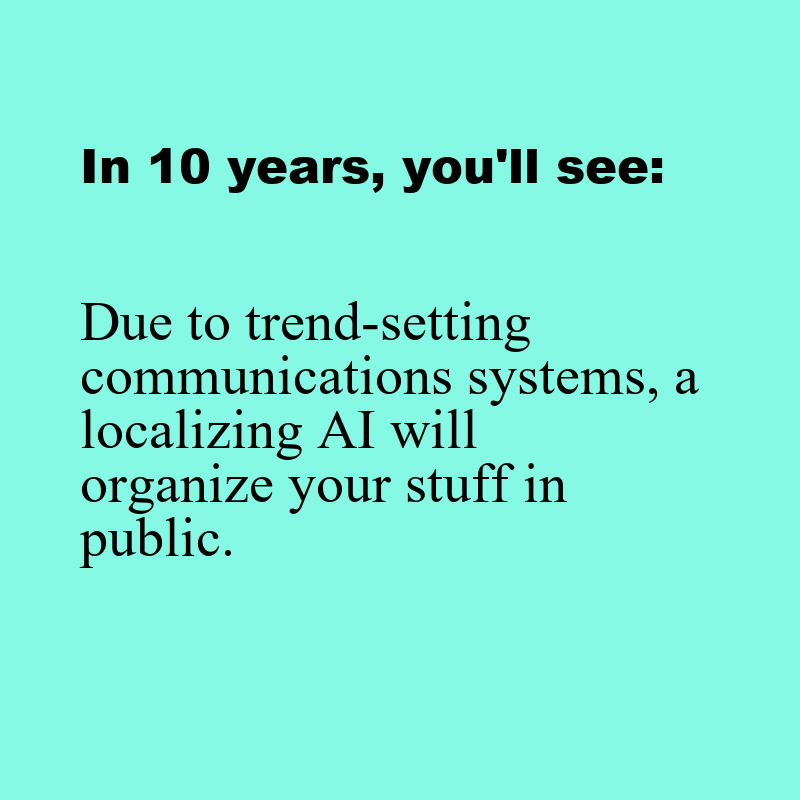 In 10 years, you'll see:
Due to trend-setting
communications systems, a
localizing AI will
organize your stuff in
public.